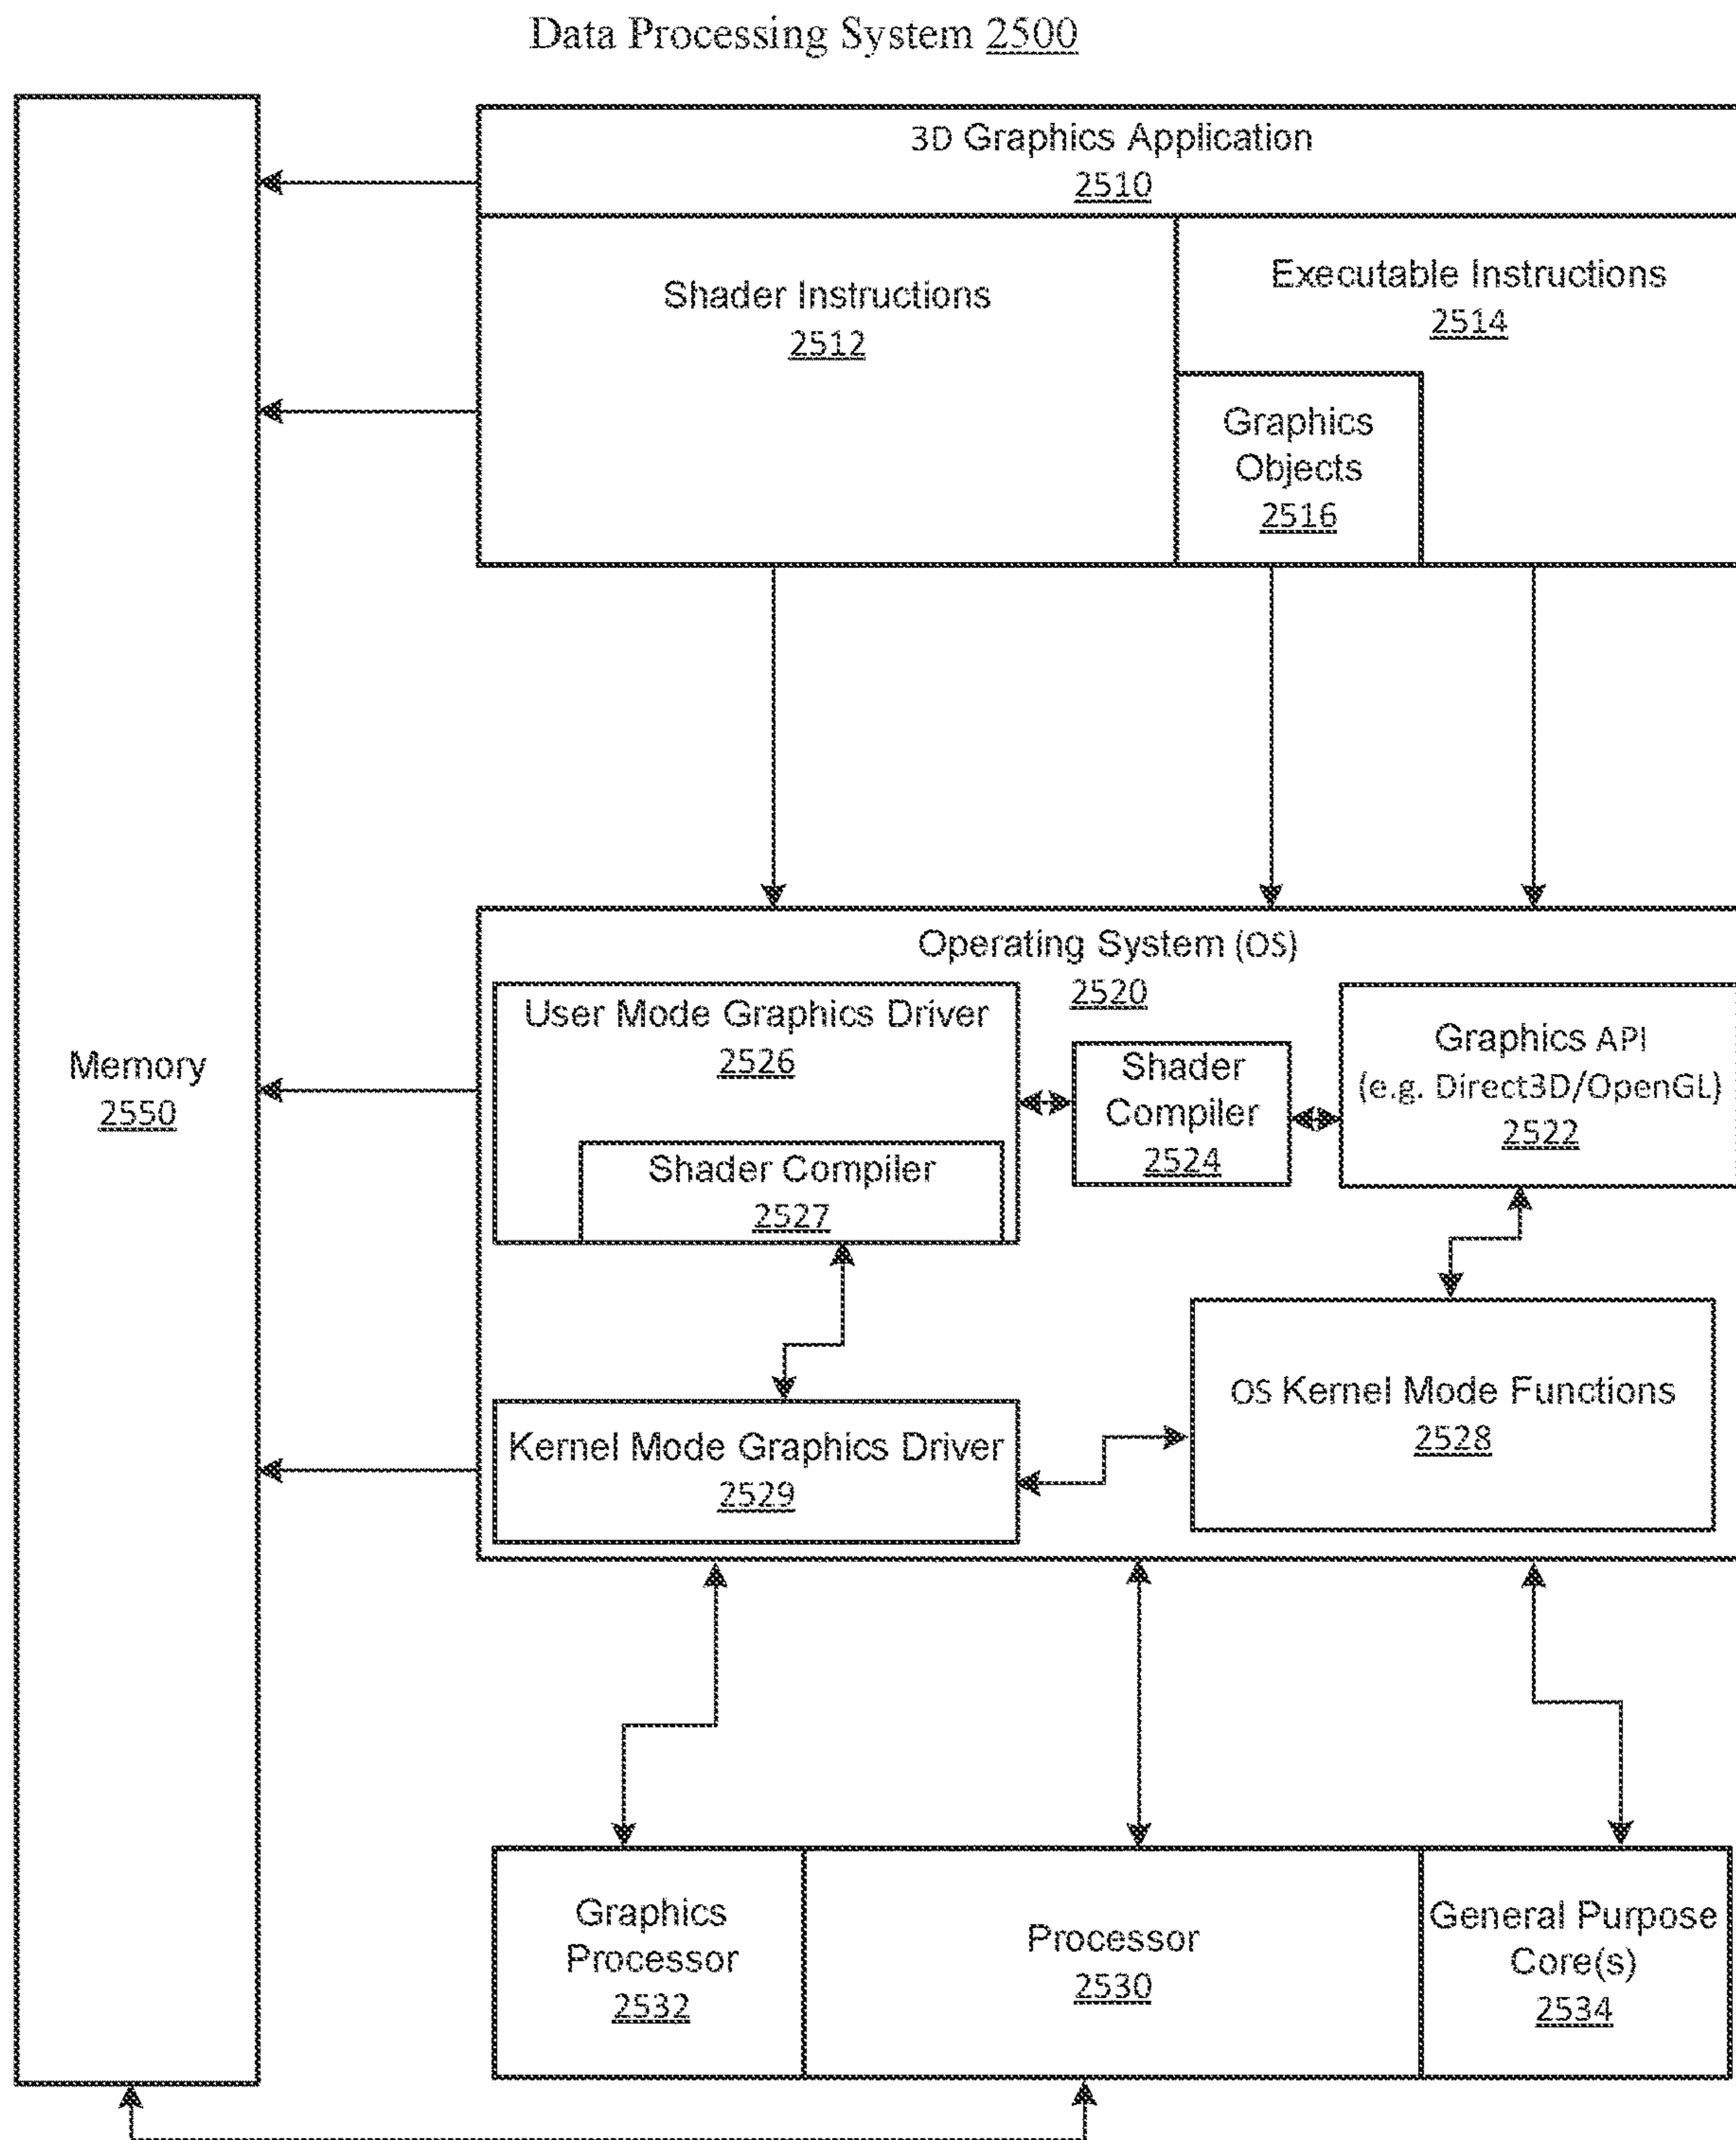 Data Processing System 2500
3D Graphics Application
2510
Shader Instructions
2512
Executable Instructions
2514
Graphics
Objects
2516
Memory
2550
Operating System (OS)
2520
User Mode Graphics Driver
2526
Shader Compiler
2527
Shader
Compiler
2524
Graphics API
(e.g. Direct3D/OpenGL)
2522
Kernel Mode Graphics Driver
2529
OS Kernel Mode Functions
2528
Graphics
Processor
2532
Processor
2530
General Purpose
Core(s)
2534